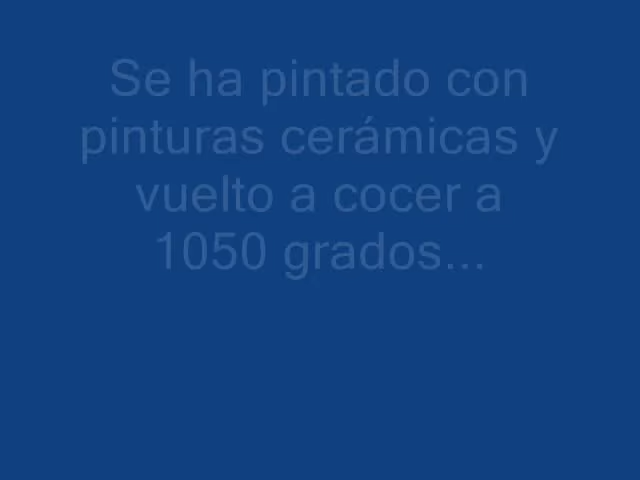 Se ha pintado con
pinturas cerámicas y
vuelto a cocer a
1050 grados...